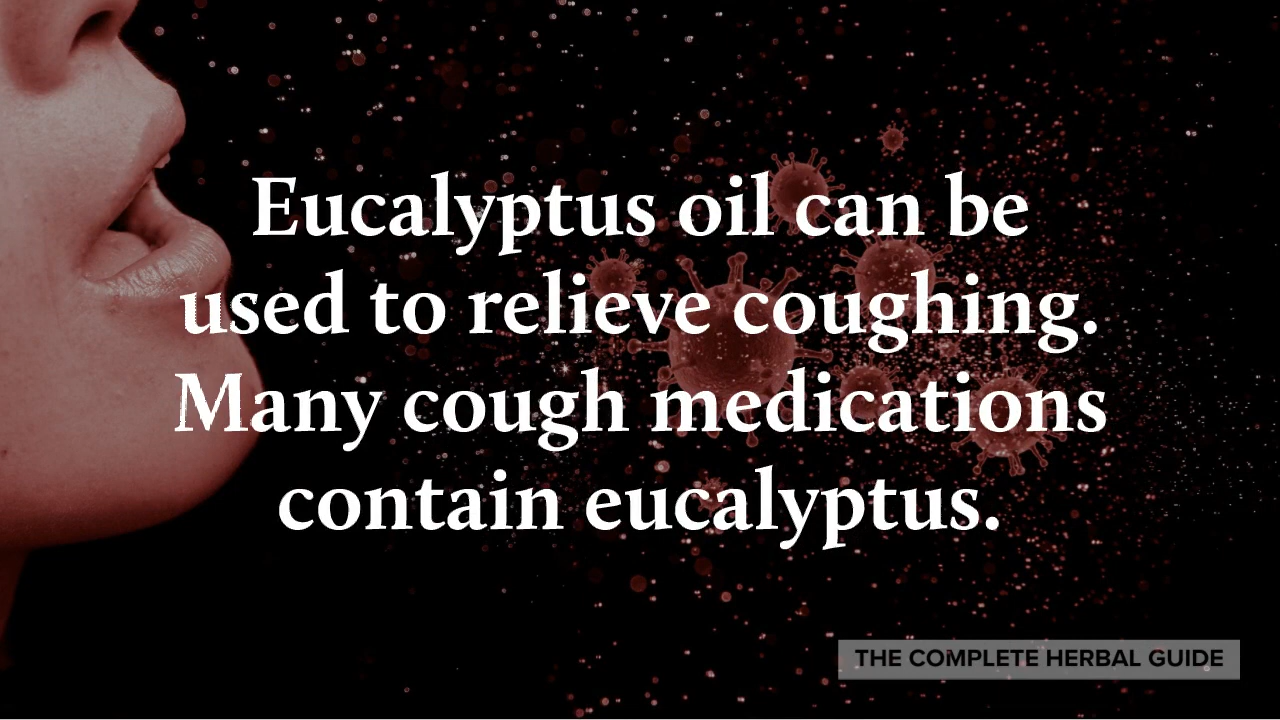 Eucalyptus oil can be
used to relieve coughing.
Many cough medications
contain eucalyptus.
THE COMPLETE HERBAL GUIDE